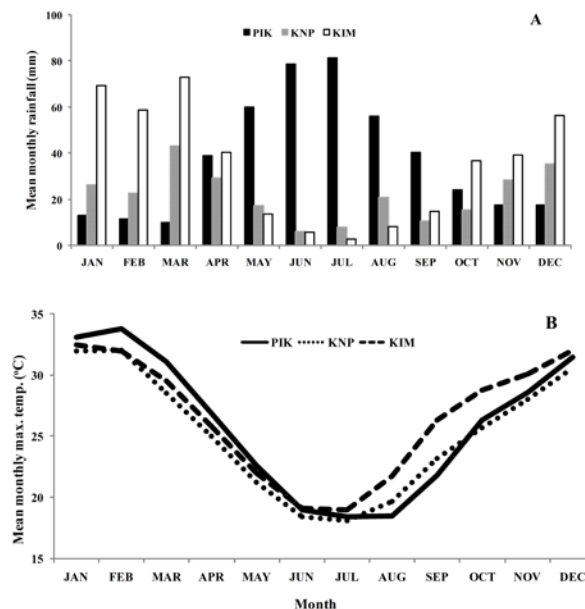 A
PIK KNP KIM
Mean monthly rainfall (mm)
100
80
60
40
20
0
JAN FEB MAR APR MAY JUN JUL AUG SEP OCT NOV DEC
B
PIK KNP KIM
Mean monthly max. temp. (°C)
35
30
25
20
15
JAN FEB MAR APR MAY JUN JUL AUG SEP OCT NOV DEC
Month